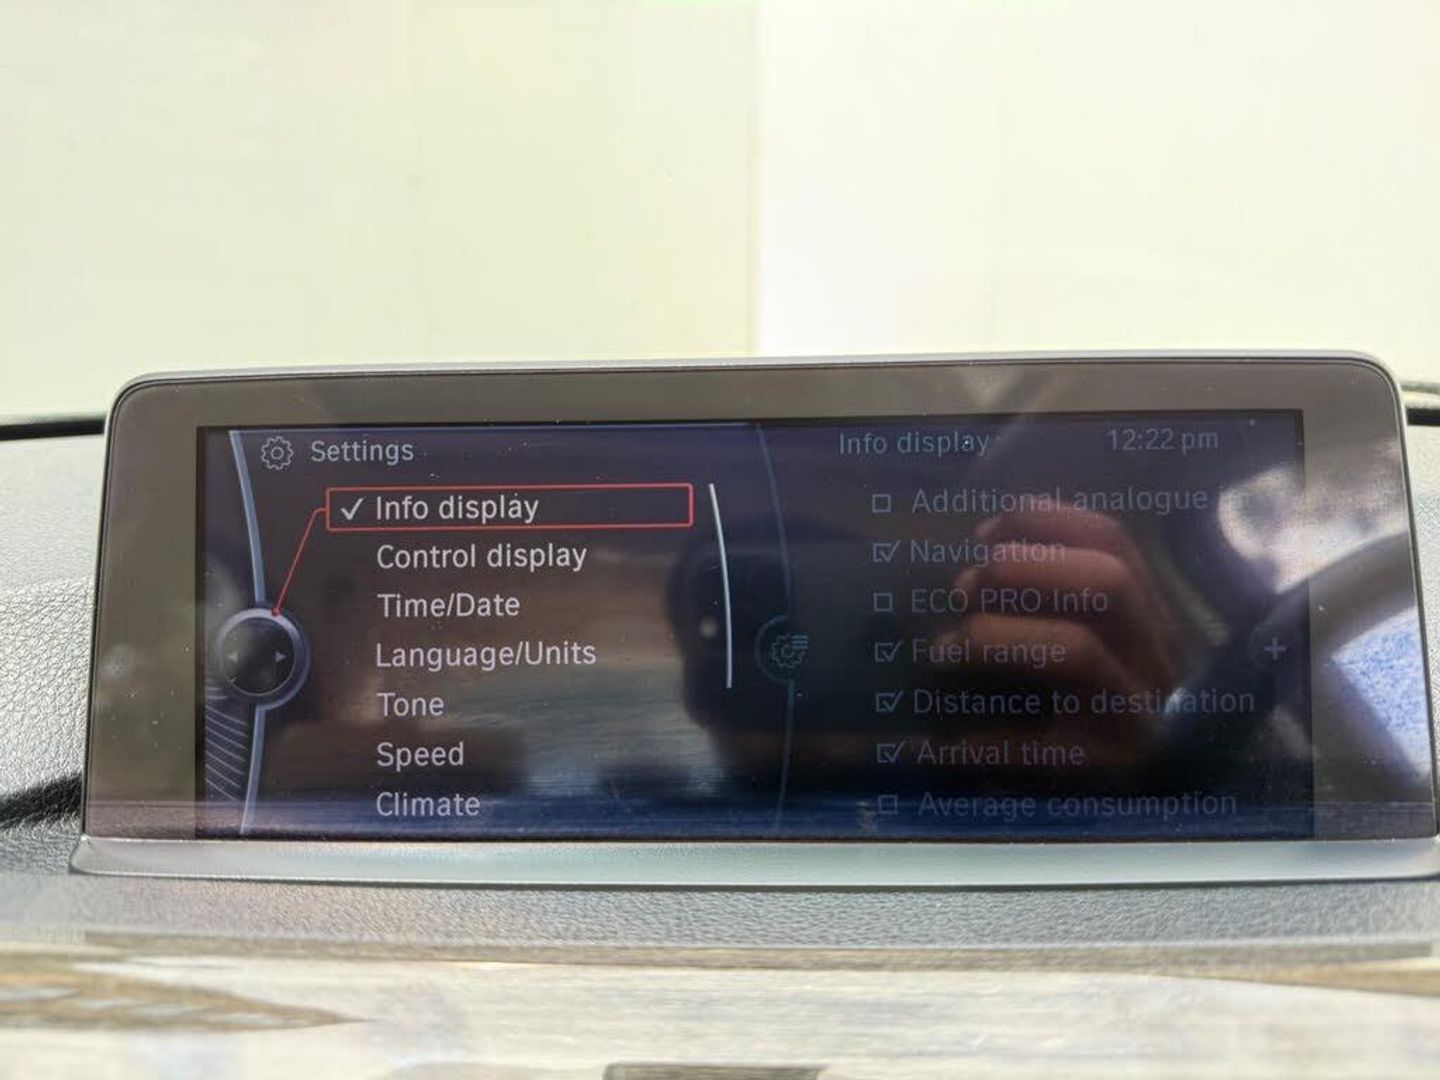 Settings
Info display
Control display
Time/Date
Language/Units
Tone
Speed
Climate
Info display
12:22 pm
Additional analogue
Navigation
ECO PRO Info
Fuel range
Distance to destination
Arrival time
Average consumption